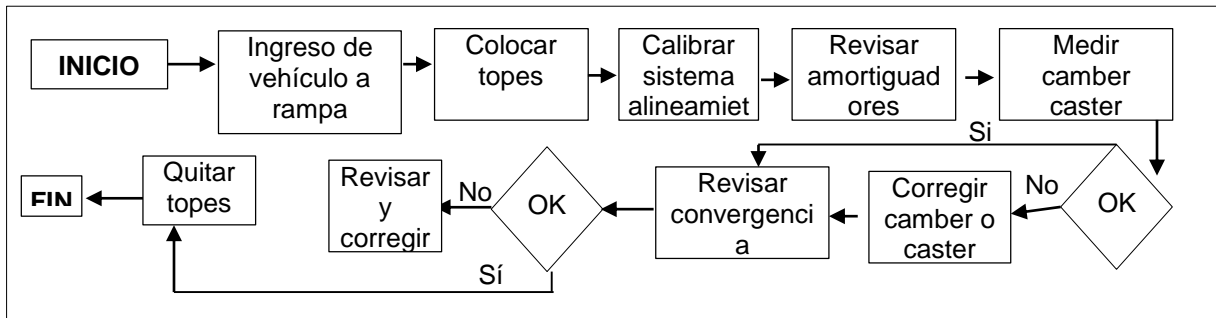 INICIO
Ingreso de
vehículo a
rampa
Colocar
topes
Calibrar
sistema
alineamiet
Revisar
amortiguad
ores
Medir
camber
caster
Si
OK
No
Corregir
camber o
caster
Revisar
convergenci
a
OK
No
Revisar
y
corregir
Sí
Quitar
topes
FIN